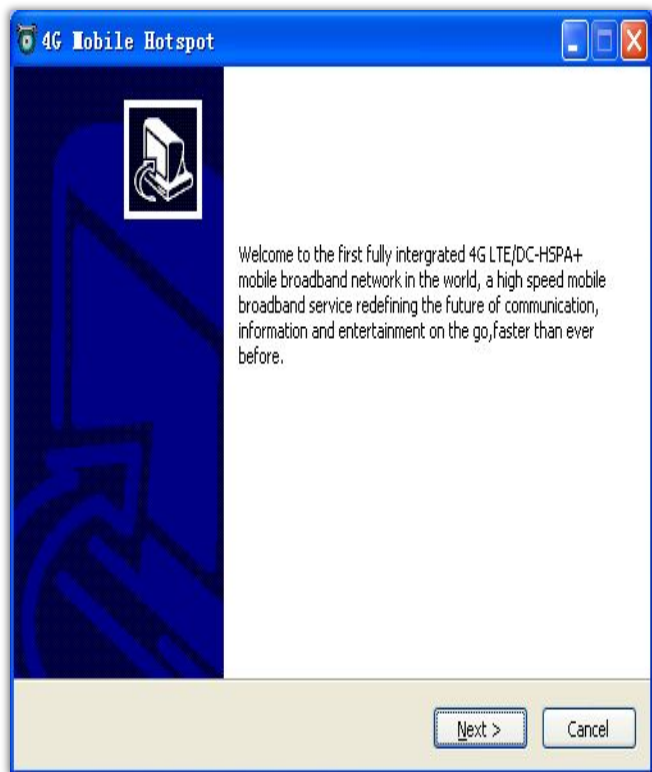 4G Mobile Hotspot
Welcome to the first fully intergrated 4G LTE/DC-HSPA+
mobile broadband network in the world, a high speed mobile
broadband service redefining the future of communication,
information and entertainment on the go,faster than ever
before.
Next >
Cancel